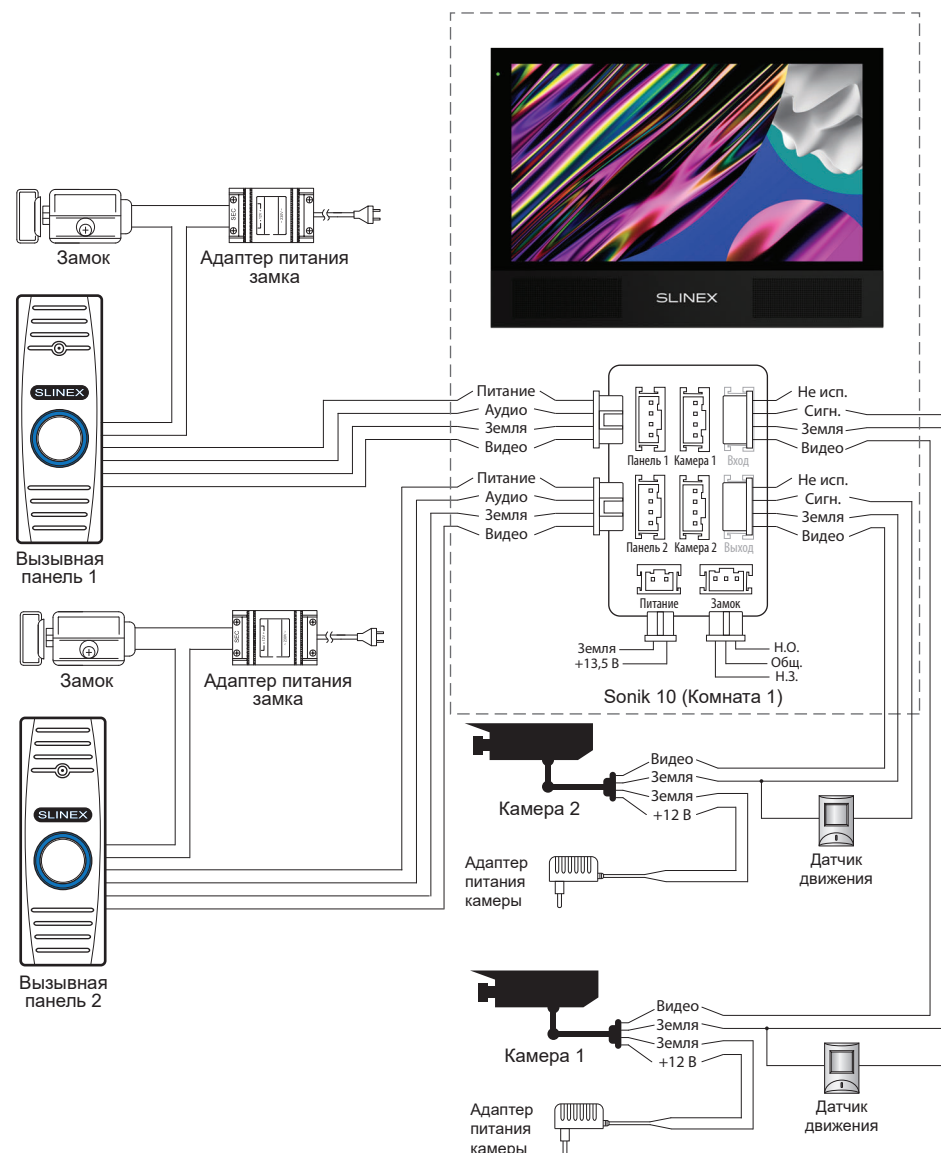 SLINEX
SEC
Замок
Адаптер питания
замка
SLINEX
Вызывная
панель 1
Питание
Аудио
Земля
Видео
Питание
Аудио
Земля
Видео
Панель 1
Камера 1
Вход
Панель 2
Камера 2
Выход
Питание
Замок
Не исп.
Сигн.
Земля
Видео
Не исп.
Сигн.
Земля
Видео
Земля
+13,5 В
Н.О.
Общ.
Н.З.
Sonik 10 (Комната 1)
SEC
Замок
Адаптер питания
замка
SLINEX
Вызывная
панель 2
Камера 2
Видео
Земля
Земля
+12 В
Адаптер
питания
камеры
Датчик
движения
Камера 1
Видео
Земля
Земля
+12 В
Адаптер
питания
камеры
Датчик
движения